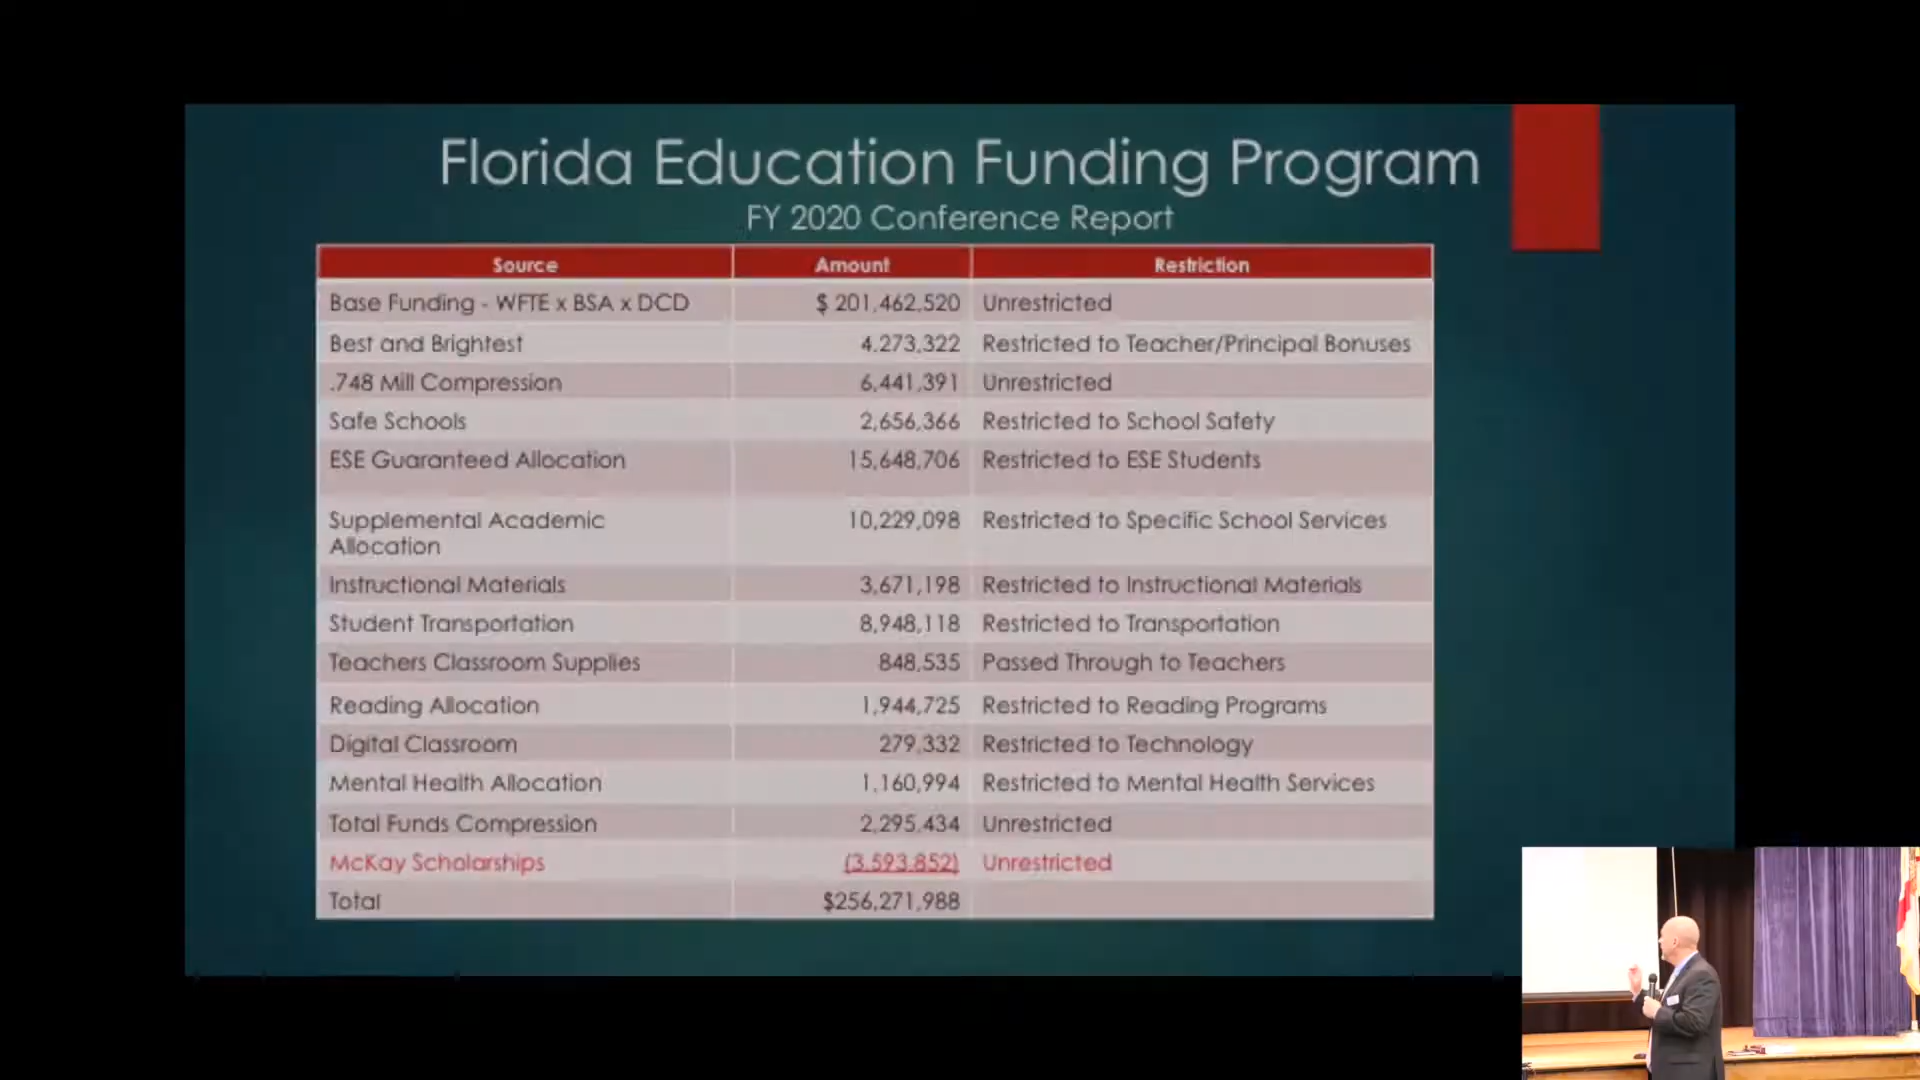 Florida Education Funding Program
FY 2020 Conference Report
Source Amount Restriction
Base Funding - WFTE x BSA x DCD $ 201,462,520 Unrestricted
Best and Brightest 4.273,322 Restricted to Teacher/Principal Bonuses
.748 Mill Compression 6,441,391 Unrestricted
Safe Schools 2,656,366 Restricted to School Safety
ESE Guaranteed Allocation 15,648,706 Restricted to ESE Students
Supplemental Academic 10,229,098 Restricted to Specific School Services
Allocation
Instructional Materials 3,671,198 Restricted to Instructional Materials
Student Transportation 8,948,118 Restricted to Transportation
Teachers Classroom Supplies 848,535 Passed Through to Teachers
Reading Allocation 1,944,725 Restricted to Reading Programs
Digital Classroom 279,332 Restricted to Technology
Mental Health Allocation 1,160,994 Restricted to Mental Health Services
Total Funds Compression 2,295,434 Unrestricted
McKay Scholarships (3,593,852) Unrestricted
Total $256,271,988